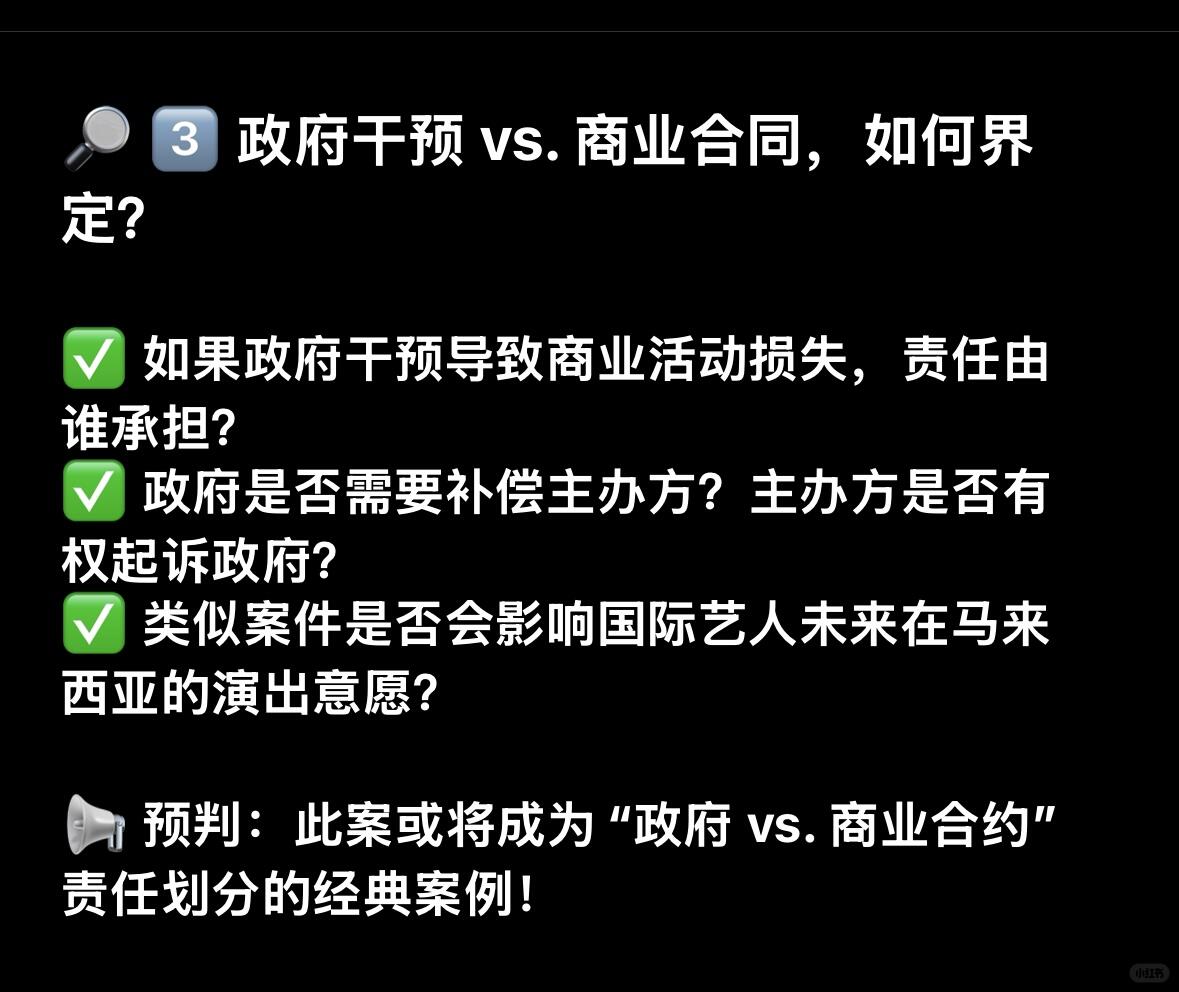 🔎 3️⃣ 政府干预 vs. 商业合同，如何界
定？
✅ 如果政府干预导致商业活动损失，责任由
谁承担？
✅ 政府是否需要补偿主办方？主办方是否有
权起诉政府？
✅ 类似案件是否会影响国际艺人未来在马来
西亚的演出意愿？
📢 预判：此案或将成为 “政府 vs. 商业合约”
责任划分的经典案例！
小红书